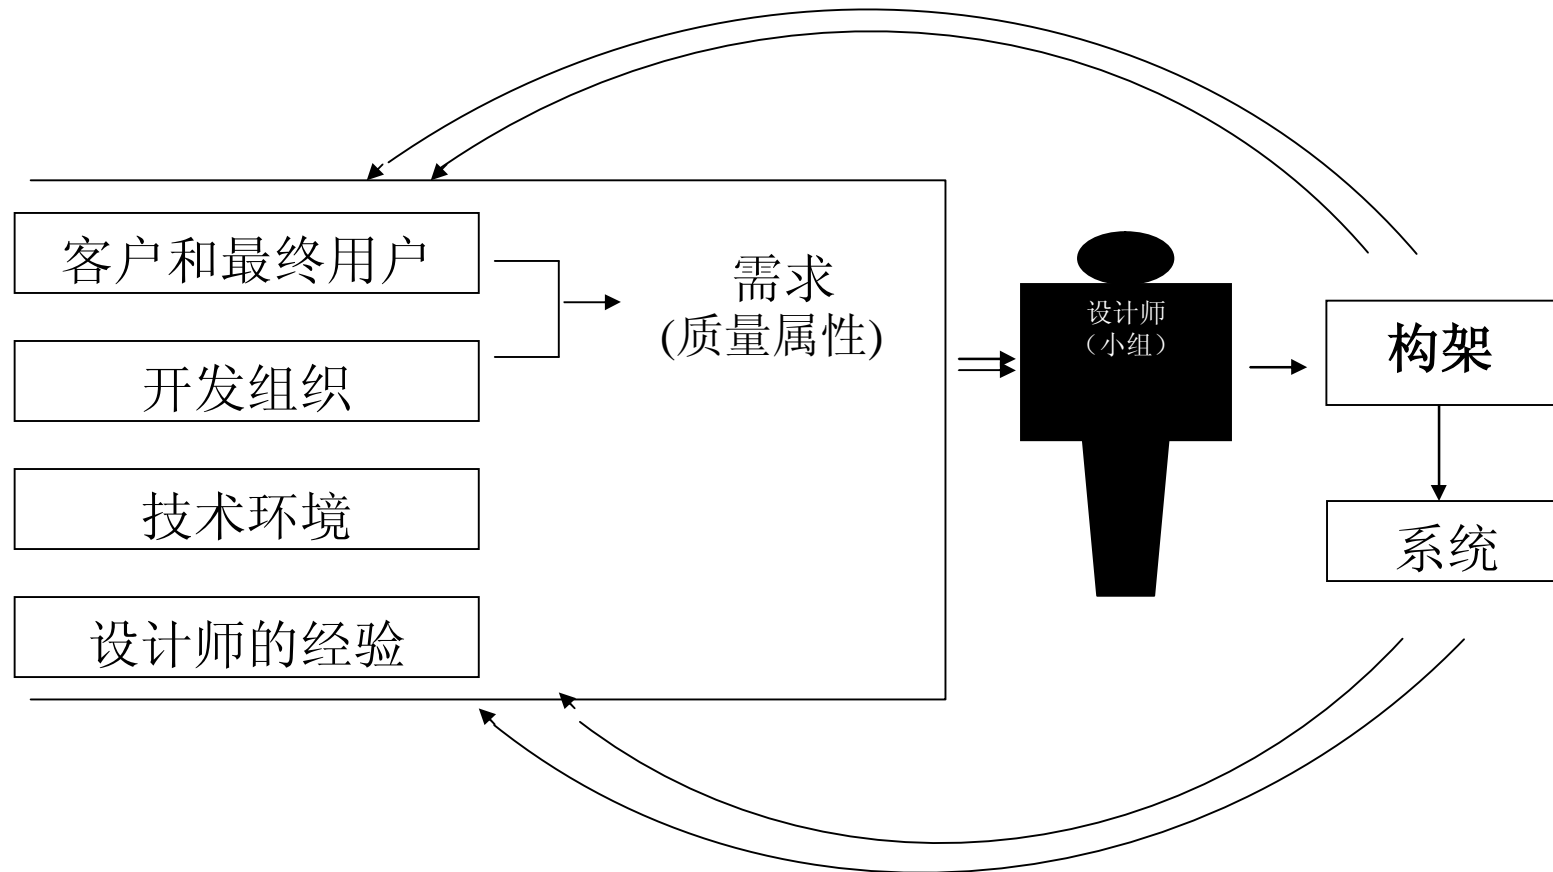 客户和最终用户
开发组织
技术环境
设计师的经验
需求
(质量属性)
设计师
（小组）
构架
系统